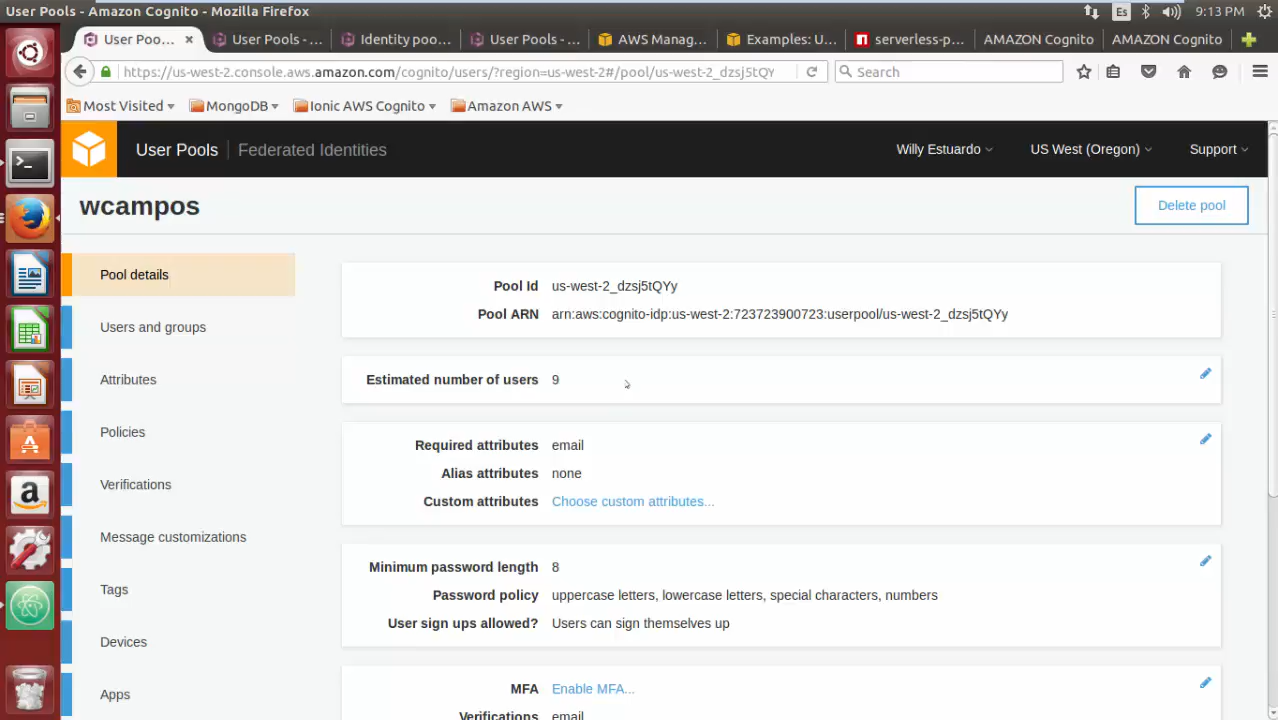 User Pools - Amazon Cognito - Mozilla Firefox
Es
9:13 PM
User Poo...
User Pools - ...
Identity poo...
User Pools - ...
AWS Manag...
Examples: U...
serverless-p...
AMAZON Cognito
AMAZON Cognito
https://us-west-2.console.aws.amazon.com/cognito/users/?region=us-west-2#/pool/us-west-2_dzsj5tQY
Search
Most Visited
MongoDB
Ionic AWS Cognito
Amazon AWS
User Pools
Federated Identities
Willy Estuardo
US West (Oregon)
Support
wcampos
Delete pool
Pool details
Users and groups
Attributes
Policies
Verifications
Message customizations
Tags
Devices
Apps
Pool Id us-west-2_dzsj5tQYy
Pool ARN arn:aws:cognito-idp:us-west-2:723723900723:userpool/us-west-2_dzsj5tQYy
Estimated number of users 9
Required attributes email
Alias attributes none
Custom attributes Choose custom attributes...
Minimum password length 8
Password policy uppercase letters, lowercase letters, special characters, numbers
User sign ups allowed? Users can sign themselves up
MFA Enable MFA...
Verifications email